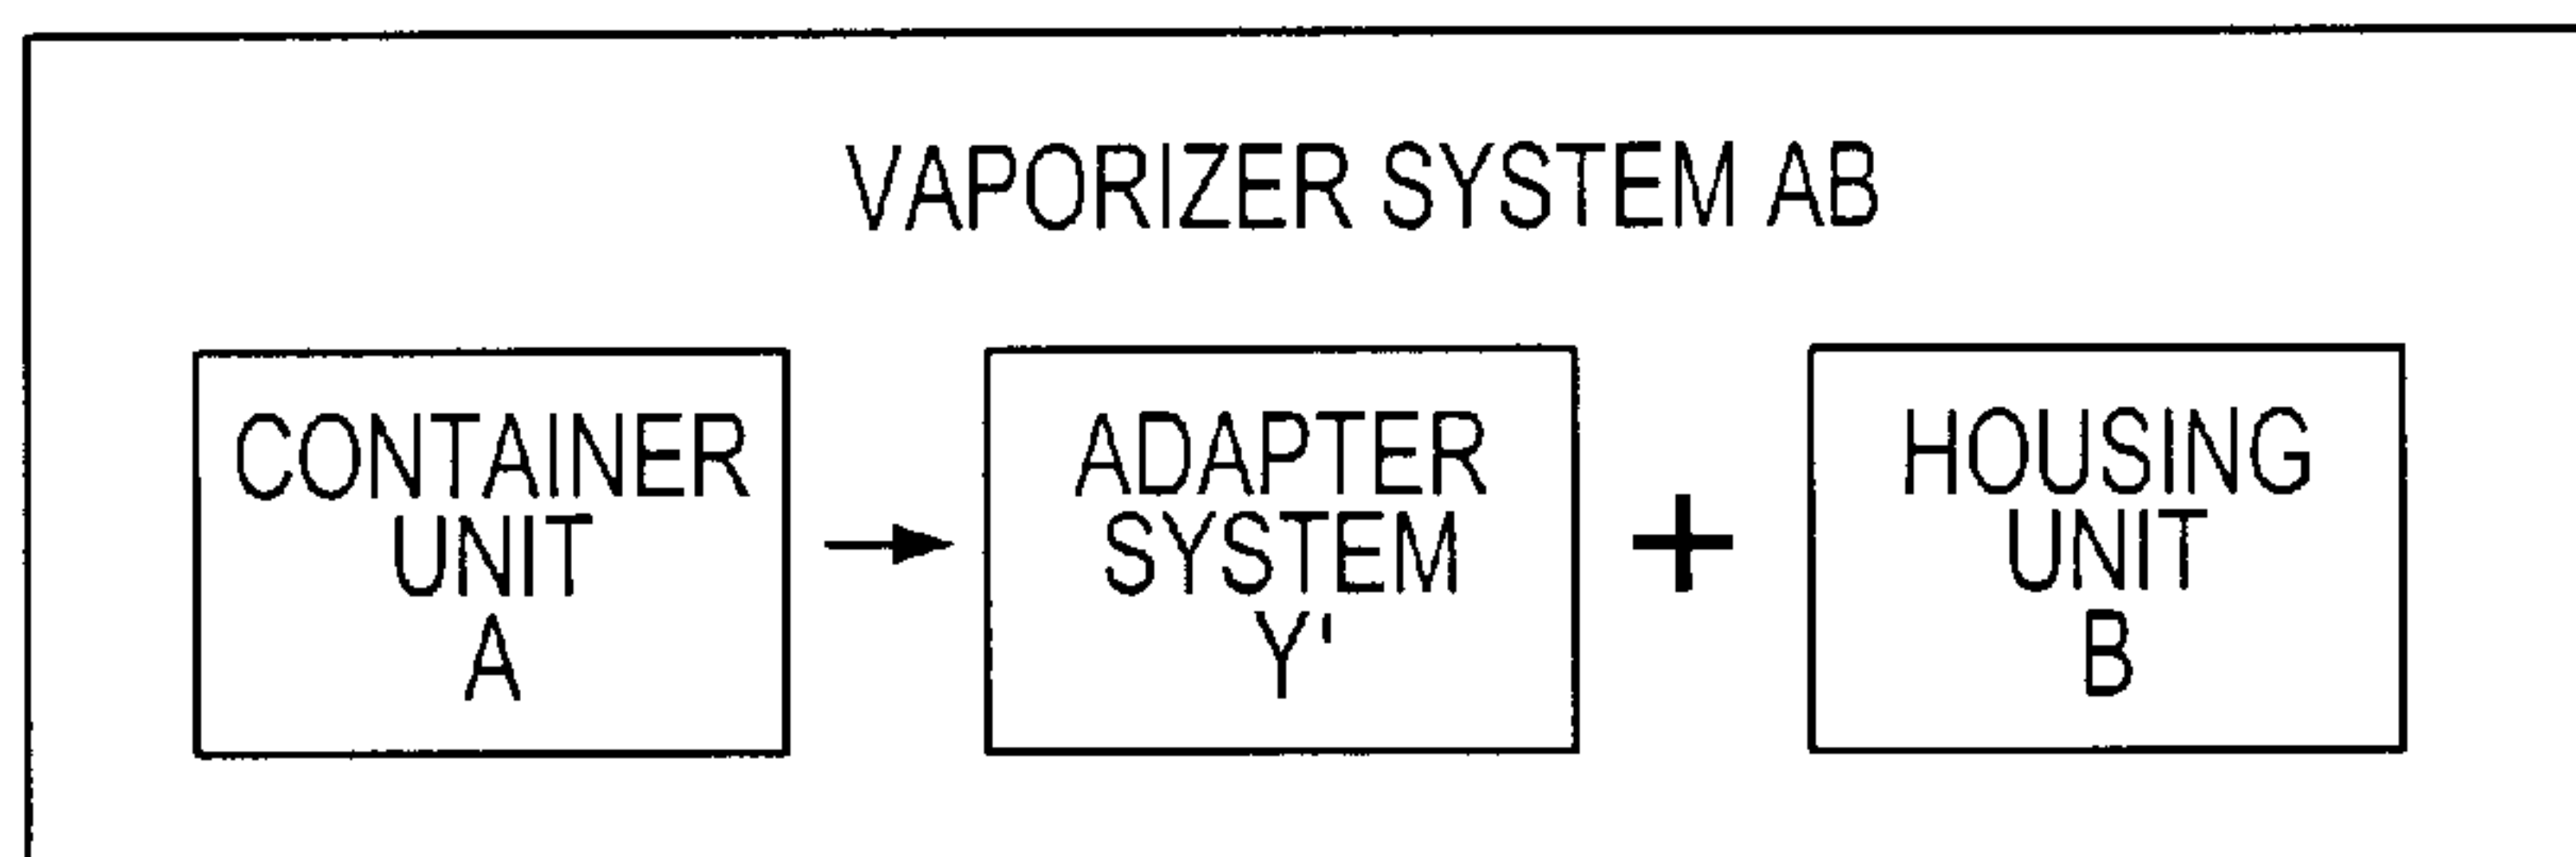 VAPORIZER SYSTEM AB
CONTAINER
UNIT
A
ADAPTER
SYSTEM
Y'
+
HOUSING
UNIT
B